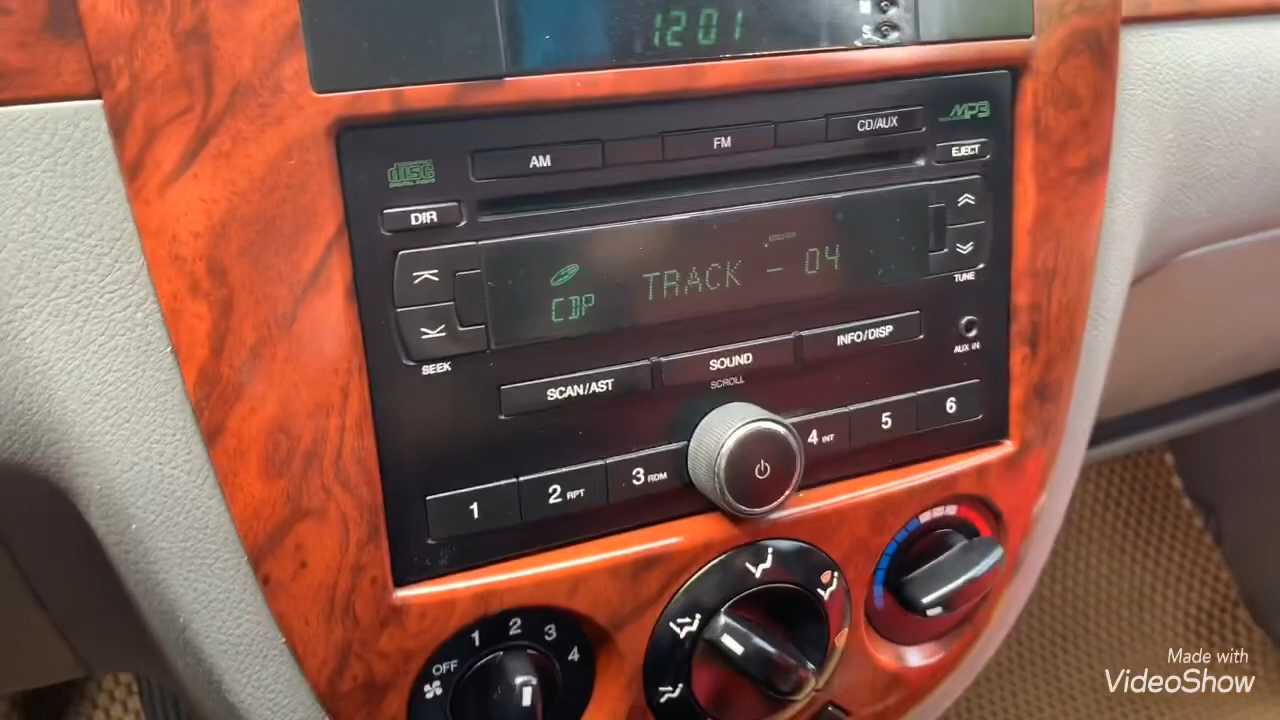 12:01
AM
FM
CD/AUX
MP3
disc
EJECT
DIR
CDP
TRACK - 04
TUNE
SEEK
SCAN/AST
SOUND
INFO/DISP
AUX IN
SCROLL
1
2 RPT
3 RDM
4 INT
5
6
OFF 1 2 3 4
Made with
VideoShow